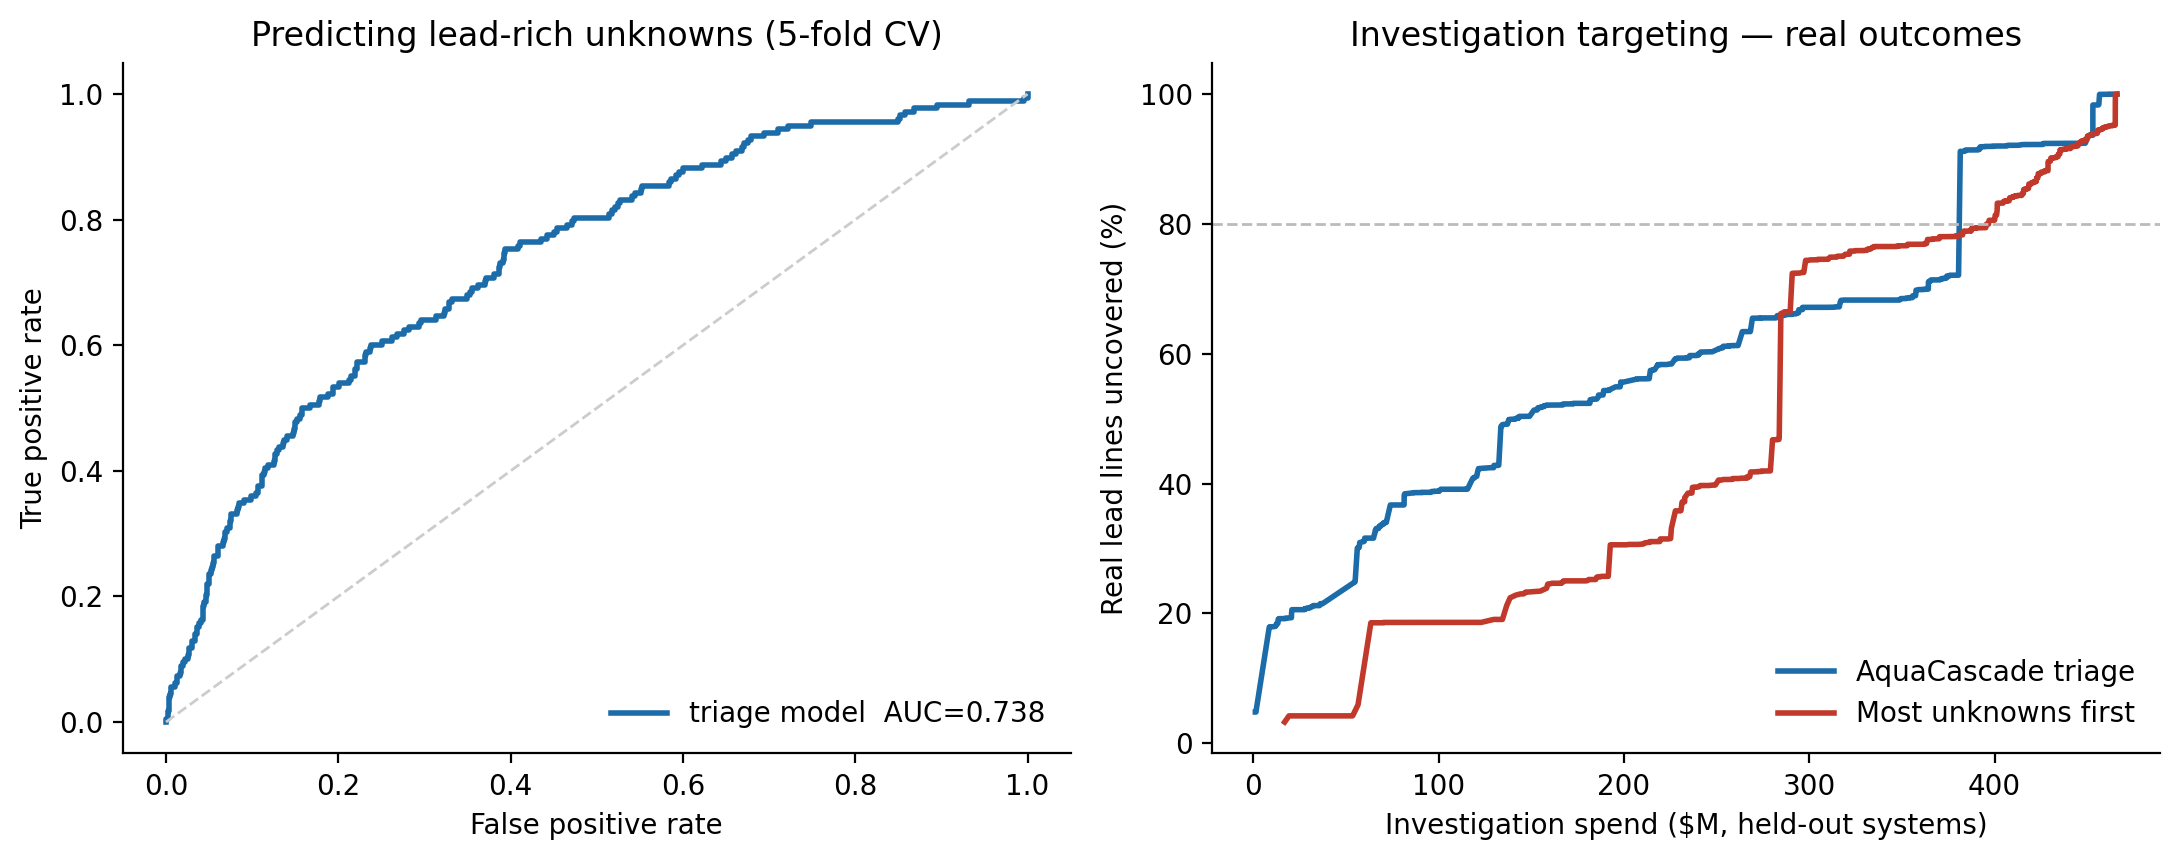 Predicting lead-rich unknowns (5-fold CV)
True positive rate
1.0
0.8
0.6
0.4
0.2
0.0
triage model AUC=0.738
0.0 0.2 0.4 0.6 0.8 1.0
False positive rate
Investigation targeting — real outcomes
Real lead lines uncovered (%)
100
80
60
40
20
0
AquaCascade triage
Most unknowns first
0 100 200 300 400
Investigation spend ($M, held-out systems)